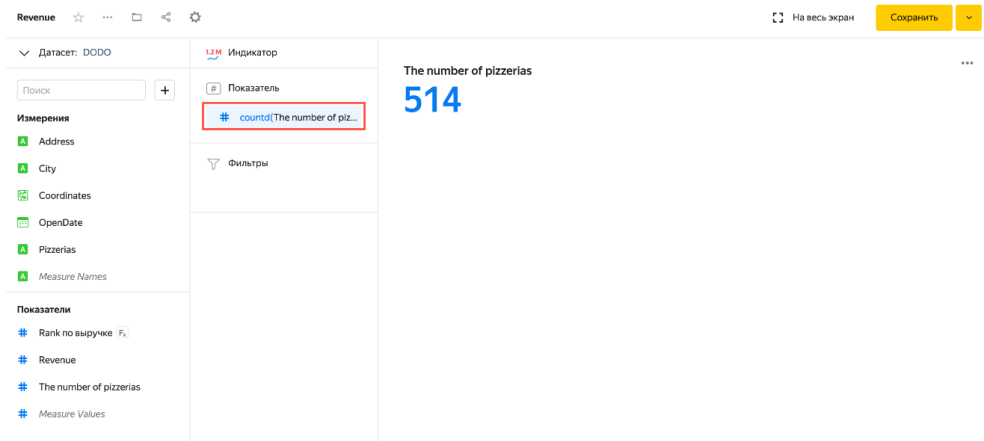 Revenue
На весь экран
Сохранить
Датасет: DODO
Поиск
Измерения
A Address
A City
Coordinates
OpenDate
A Pizzerias
A Measure Names
Показатели
# Rank по выручке Fx
# Revenue
# The number of pizzerias
# Measure Values
1.2M Индикатор
# Показатель
# countd(The number of piz...
Фильтры
The number of pizzerias
514